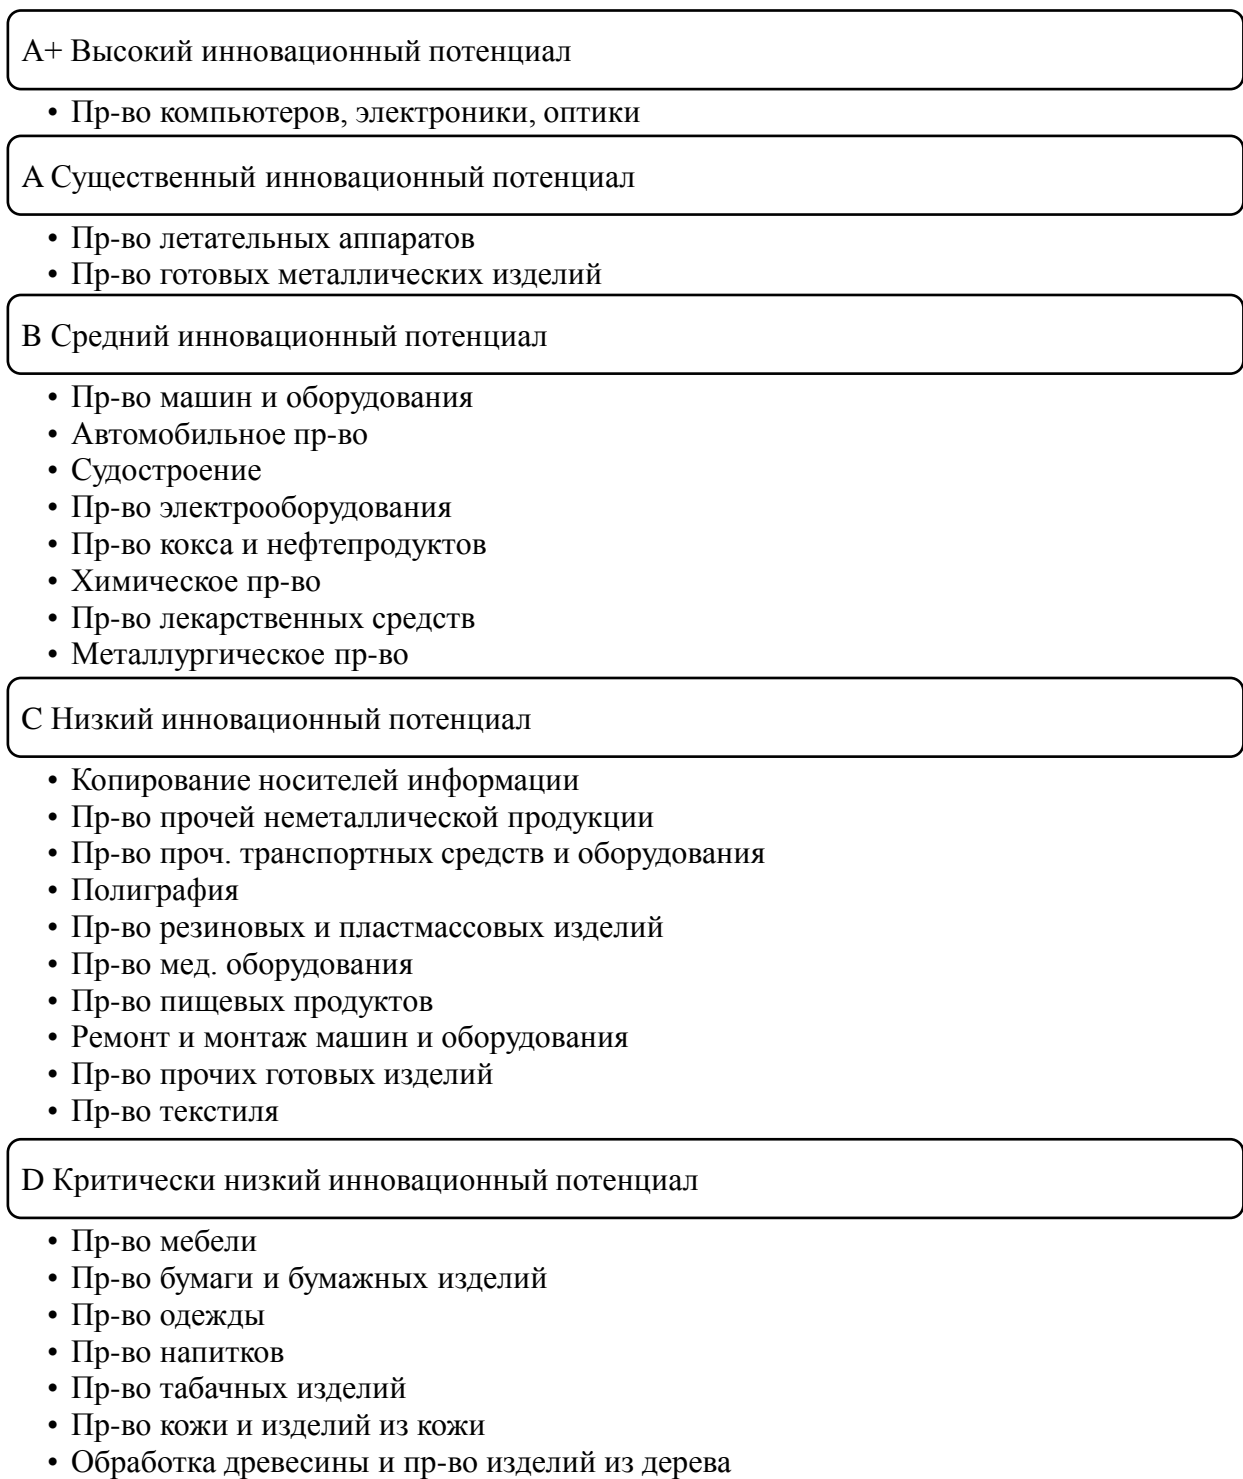 A+ Высокий инновационный потенциал
• Пр-во компьютеров, электроники, оптики
A Существенный инновационный потенциал
• Пр-во летательных аппаратов
• Пр-во готовых металлических изделий
B Средний инновационный потенциал
• Пр-во машин и оборудования
• Автомобильное пр-во
• Судостроение
• Пр-во электрооборудования
• Пр-во кокса и нефтепродуктов
• Химическое пр-во
• Пр-во лекарственных средств
• Металлургическое пр-во
C Низкий инновационный потенциал
• Копирование носителей информации
• Пр-во прочей неметаллической продукции
• Пр-во проч. транспортных средств и оборудования
• Полиграфия
• Пр-во резиновых и пластмассовых изделий
• Пр-во мед. оборудования
• Пр-во пищевых продуктов
• Ремонт и монтаж машин и оборудования
• Пр-во прочих готовых изделий
• Пр-во текстиля
D Критически низкий инновационный потенциал
• Пр-во мебели
• Пр-во бумаги и бумажных изделий
• Пр-во одежды
• Пр-во напитков
• Пр-во табачных изделий
• Пр-во кожи и изделий из кожи
• Обработка древесины и пр-во изделий из дерева